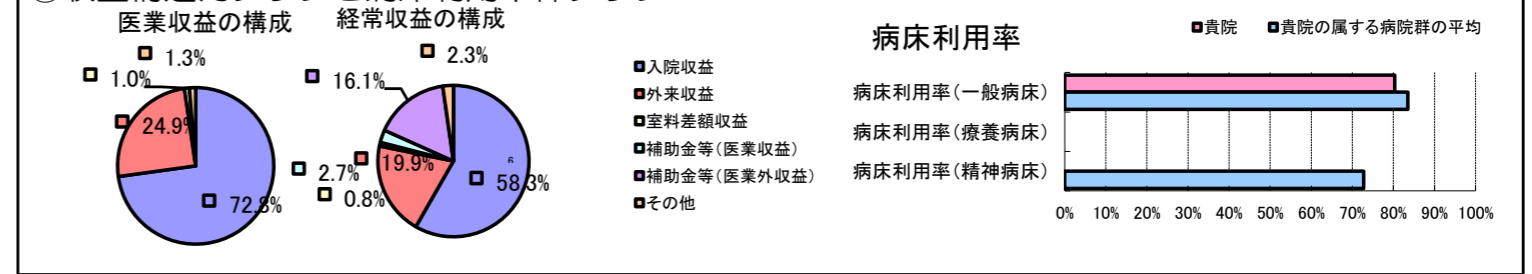 医業収益の構成
1.3%
1.0%
24.9%
72.8%
経常収益の構成
2.3%
16.1%
19.9%
2.7%
0.8%
58.3%
入院収益
外来収益
室料差額収益
補助金等(医業収益)
補助金等(医業外収益)
その他
病床利用率
貴院 貴院の属する病院群の平均
病床利用率(一般病床)
病床利用率(療養病床)
病床利用率(精神病床)
0% 10% 20% 30% 40% 50% 60% 70% 80% 90% 100%